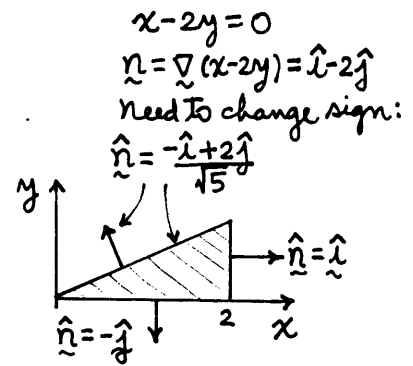 x-2y=0
n=∇(x-2y)=î-2ĵ
Need to change sign:
n̂=(-î+2ĵ)/√5
y
n̂=î
n̂=-ĵ
2
x